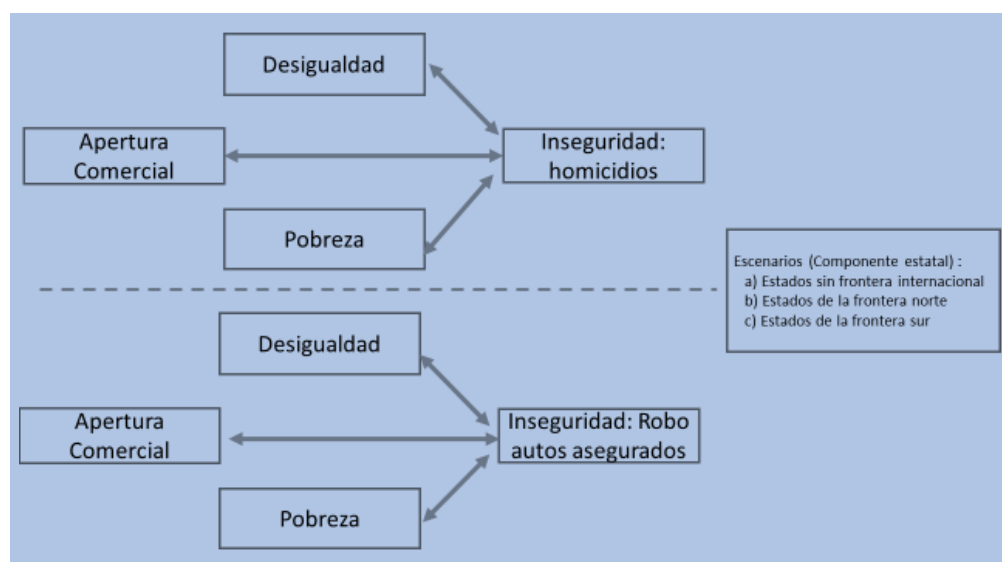 Desigualdad
Apertura
Comercial
Inseguridad:
homicidios
Pobreza
Escenarios (Componente estatal) :
a) Estados sin frontera internacional
b) Estados de la frontera norte
c) Estados de la frontera sur
Desigualdad
Apertura
Comercial
Inseguridad: Robo
autos asegurados
Pobreza